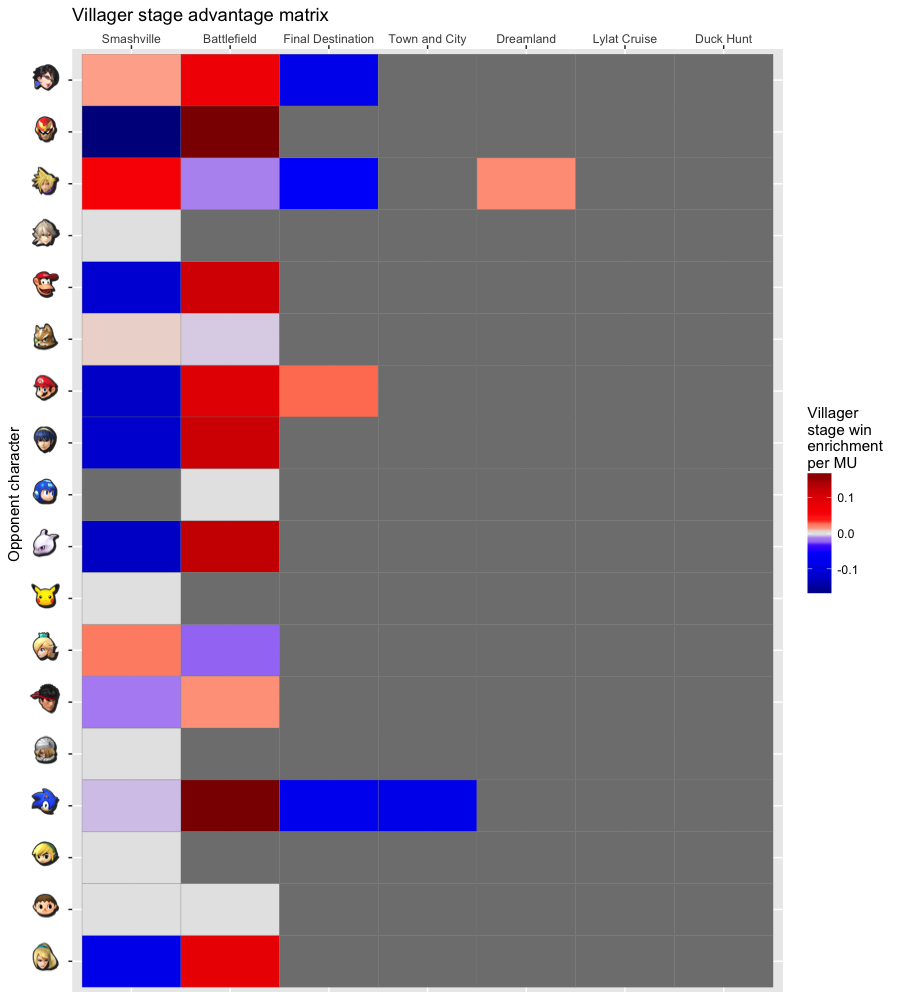 Villager stage advantage matrix
Smashville Battlefield Final Destination Town and City Dreamland Lylat Cruise Duck Hunt
Opponent character
Villager
stage win
enrichment
per MU
0.1
0.0
-0.1